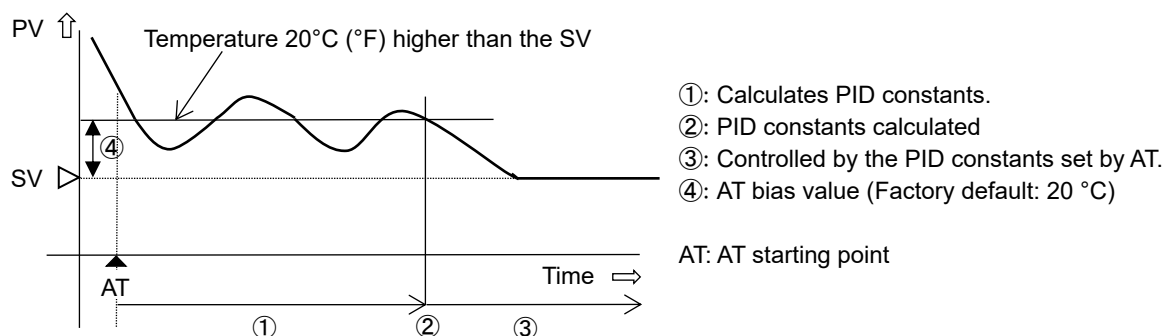 PV ⇧
Temperature 20°C (°F) higher than the SV
④
SV
AT
Time ⇨
① ② ③
①: Calculates PID constants.
②: PID constants calculated
③: Controlled by the PID constants set by AT.
④: AT bias value (Factory default: 20 °C)
AT: AT starting point